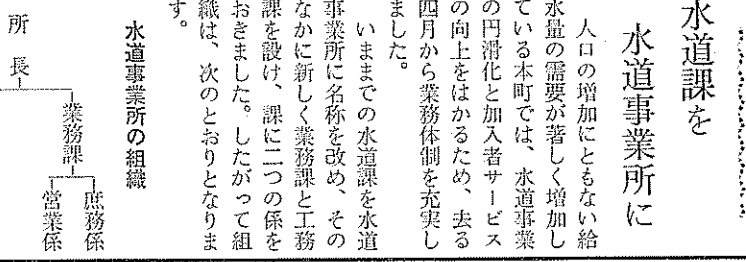 水道課を
水道事業所に
人口の増加にともない給
水量の需要が著しく増加し
ている本町では、水道事業
の円滑化と加入者サービス
の向上をはかるため、去る
四月から業務体制を充実し
ました。
いままでの水道課を水道
事業所に名称を改め、その
なかに新しく業務課と工務
課を設け、課に二つの係を
おきました。したがって組
織は、次のとおりとなりま
す。
水道事業所の組織
所長
業務課
庶務係
営業係